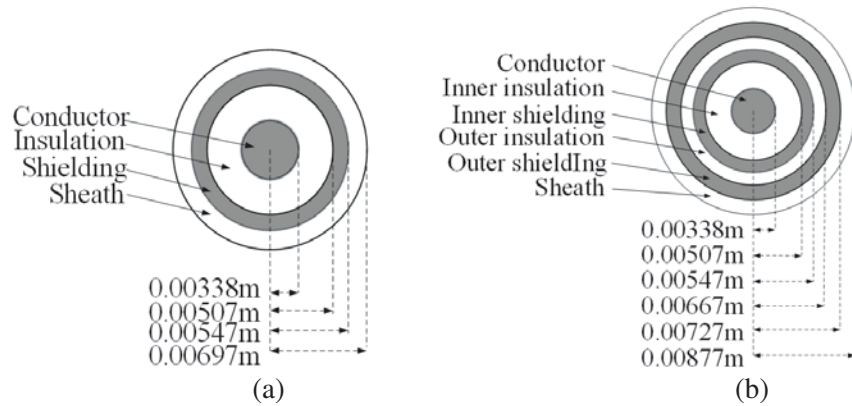 Conductor
Insulation
Shielding
Sheath
0.00338m
0.00507m
0.00547m
0.00697m
(a)
Conductor
Inner insulation
Inner shielding
Outer insulation
Outer shieldIng
Sheath
0.00338m
0.00507m
0.00547m
0.00667m
0.00727m
0.00877m
(b)